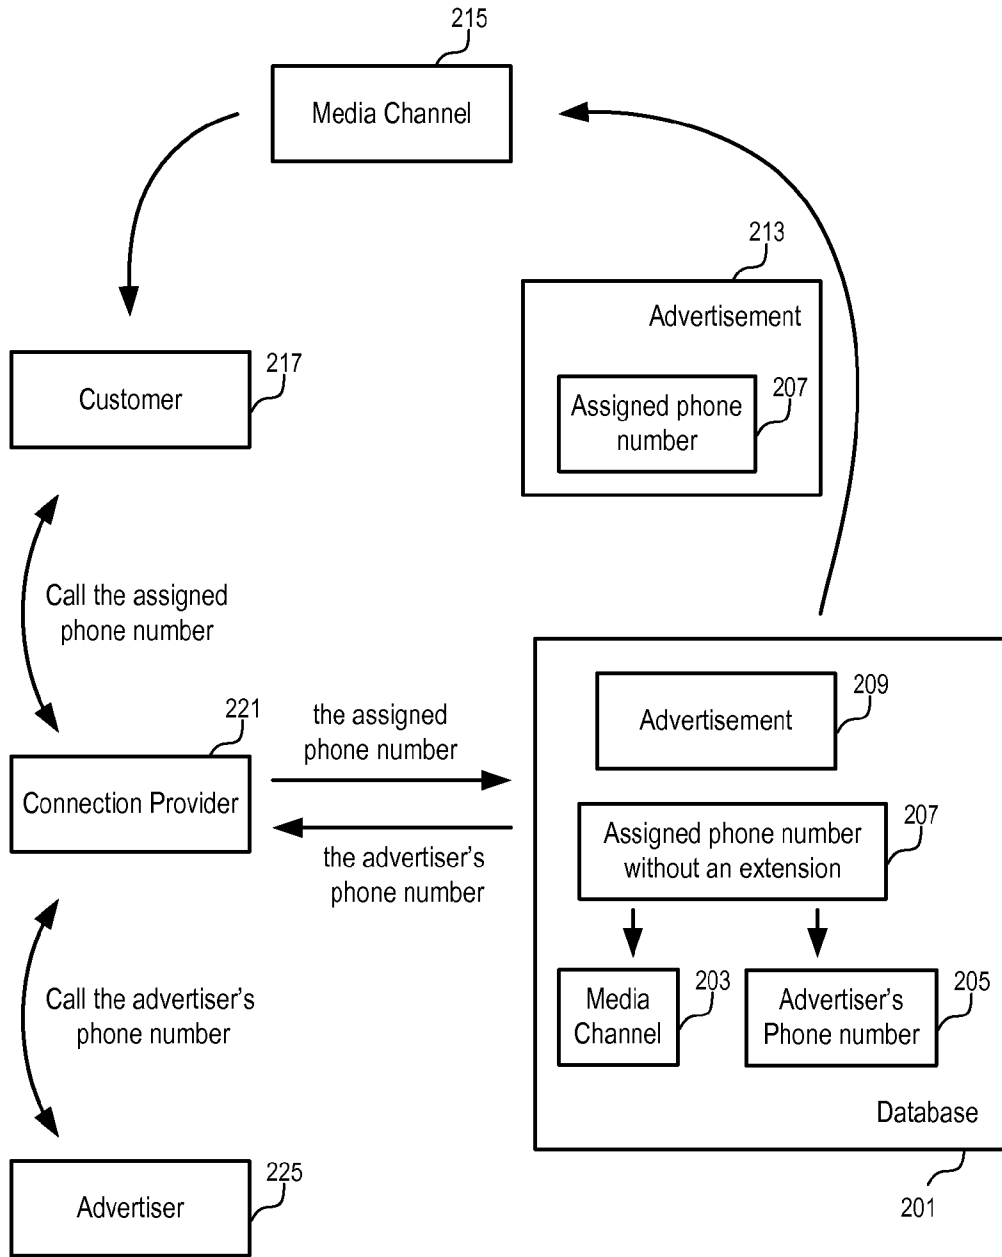 215
Media Channel
213
Advertisement
207
Assigned phone
number
217
Customer
Call the assigned
phone number
221
Connection Provider
the assigned
phone number
the advertiser's
phone number
209
Advertisement
207
Assigned phone number
without an extension
203
Media
Channel
205
Advertiser's
Phone number
Database
201
Call the advertiser's
phone number
225
Advertiser